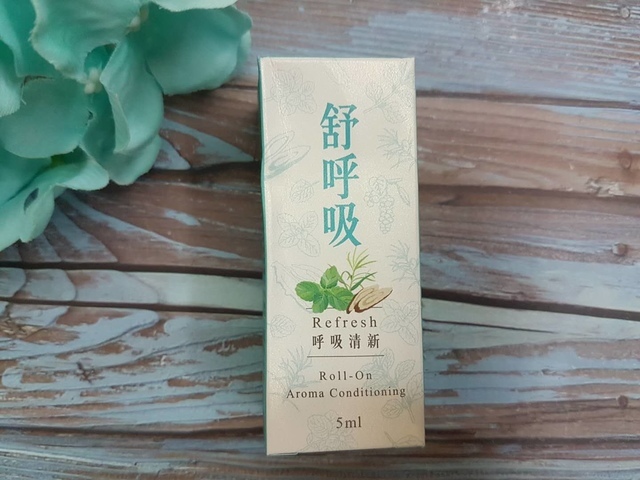 舒呼吸
Refresh
呼吸清新
Roll-On
Aroma Conditioning
5ml